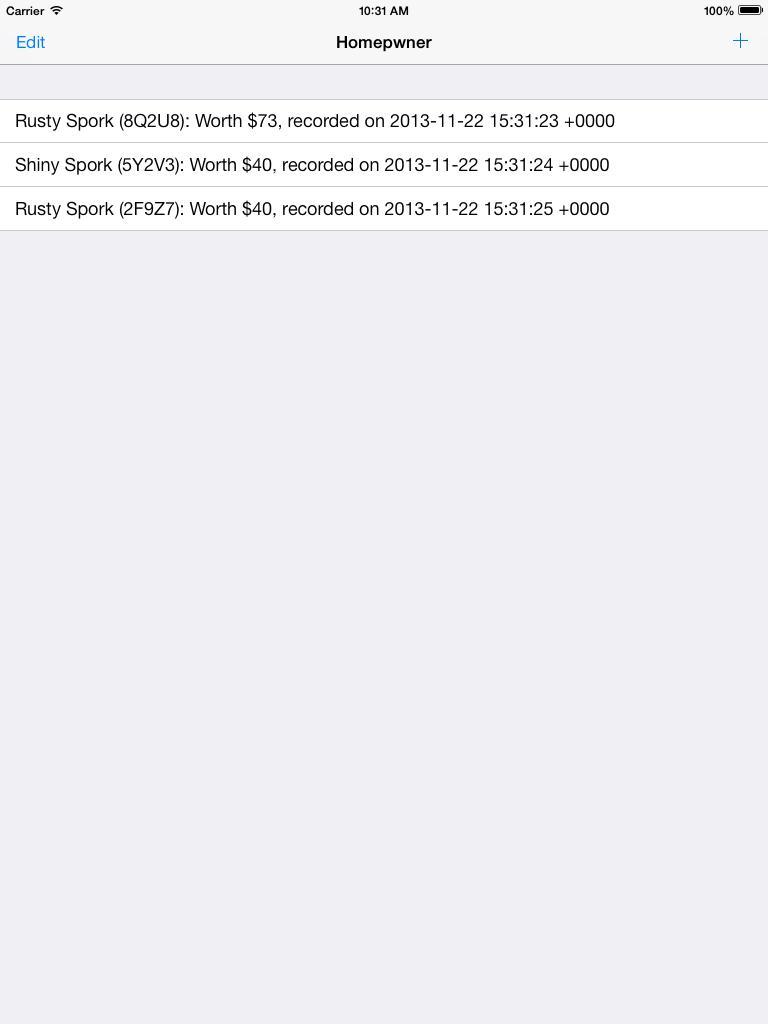 Carrier 10:31 AM 100%
Edit Homepwner +
Rusty Spork (8Q2U8): Worth $73, recorded on 2013-11-22 15:31:23 +0000
Shiny Spork (5Y2V3): Worth $40, recorded on 2013-11-22 15:31:24 +0000
Rusty Spork (2F9Z7): Worth $40, recorded on 2013-11-22 15:31:25 +0000